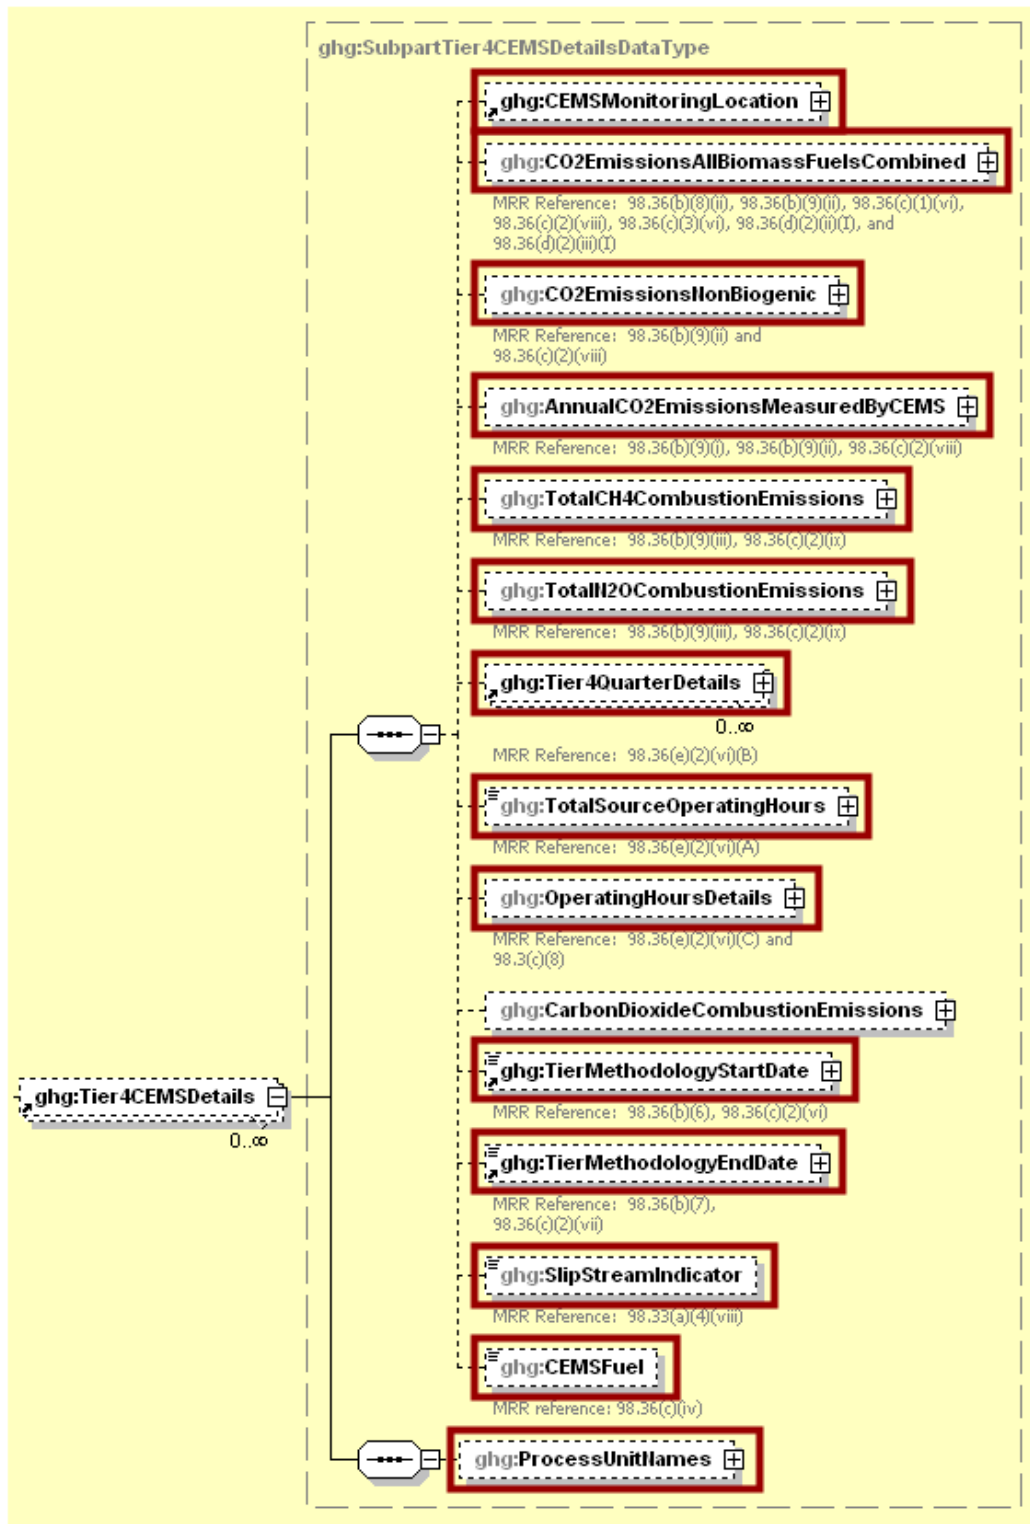 ghg:SubpartTier4CEMSDetailsDataType
ghg:CEMSMonitoringLocation
ghg:CO2EmissionsAllBiomassFuelsCombined
MRR Reference: 98.36(b)(8)(ii), 98.36(b)(9)(ii), 98.36(c)(1)(vi),
98.36(c)(2)(viii), 98.36(c)(3)(vi), 98.36(d)(2)(ii)(I), and
98.36(d)(2)(iii)(I)
ghg:CO2EmissionsNonBiogenic
MRR Reference: 98.36(b)(9)(ii) and
98.36(c)(2)(viii)
ghg:AnnualCO2EmissionsMeasuredByCEMS
MRR Reference: 98.36(b)(9)(i), 98.36(b)(9)(ii), 98.36(c)(2)(viii)
ghg:TotalCH4CombustionEmissions
MRR Reference: 98.36(b)(9)(iii), 98.36(c)(2)(ix)
ghg:TotalN2OCombustionEmissions
MRR Reference: 98.36(b)(9)(iii), 98.36(c)(2)(ix)
ghg:Tier4QuarterDetails
0..∞
MRR Reference: 98.36(e)(2)(vi)(B)
ghg:TotalSourceOperatingHours
MRR Reference: 98.36(e)(2)(vi)(A)
ghg:OperatingHoursDetails
MRR Reference: 98.36(e)(2)(vi)(C) and
98.3(c)(8)
ghg:CarbonDioxideCombustionEmissions
ghg:TierMethodologyStartDate
MRR Reference: 98.36(b)(6), 98.36(c)(2)(vi)
ghg:Tier4CEMSDetails
0..∞
ghg:TierMethodologyEndDate
MRR Reference: 98.36(b)(7),
98.36(c)(2)(vii)
ghg:SlipStreamIndicator
MRR Reference: 98.33(a)(4)(viii)
ghg:CEMSFuel
MRR reference: 98.36(c)(iv)
ghg:ProcessUnitNames